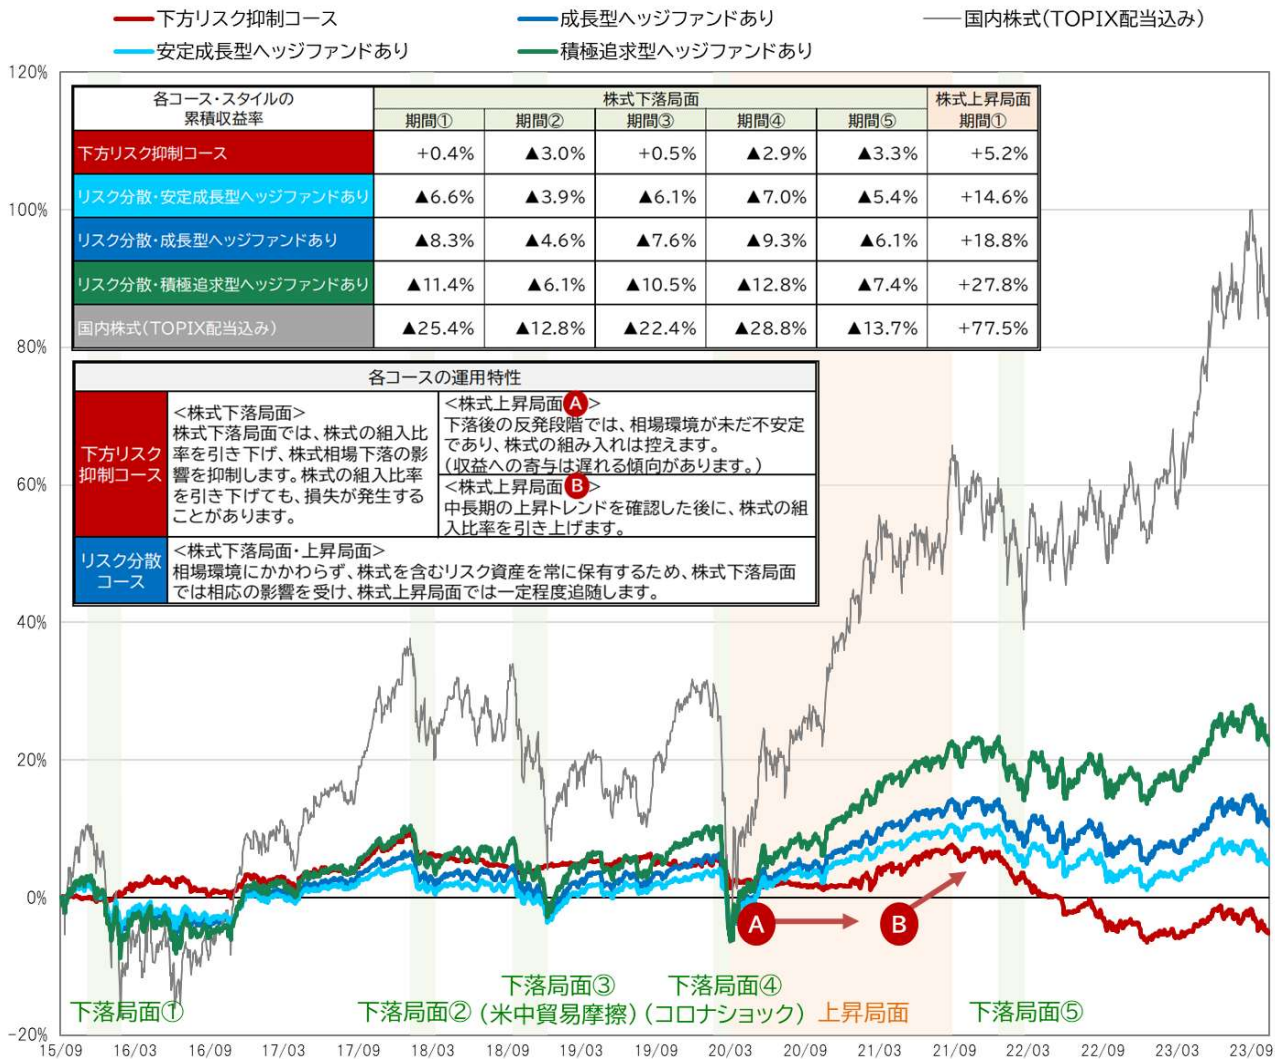 下方リスク抑制コース
成長型ヘッジファンドあり
国内株式(TOPIX配当込み)
安定成長型ヘッジファンドあり
積極追求型ヘッジファンドあり
120%
100%
80%
60%
40%
20%
0%
-20%
各コース・スタイルの
累積収益率
株式下落局面
株式上昇局面
期間① 期間② 期間③ 期間④ 期間⑤ 期間①
下方リスク抑制コース +0.4% ▲3.0% +0.5% ▲2.9% ▲3.3% +5.2%
リスク分散・安定成長型ヘッジファンドあり ▲6.6% ▲3.9% ▲6.1% ▲7.0% ▲5.4% +14.6%
リスク分散・成長型ヘッジファンドあり ▲8.3% ▲4.6% ▲7.6% ▲9.3% ▲6.1% +18.8%
リスク分散・積極追求型ヘッジファンドあり ▲11.4% ▲6.1% ▲10.5% ▲12.8% ▲7.4% +27.8%
国内株式(TOPIX配当込み) ▲25.4% ▲12.8% ▲22.4% ▲28.8% ▲13.7% +77.5%
各コースの運用特性
下方リスク
抑制コース
<株式下落局面>
株式下落局面では、株式の組入比
率を引き下げ、株式相場下落の影
響を抑制します。株式の組入比率
を引き下げても、損失が発生する
ことがあります。
<株式上昇局面A>
下落後の反発段階では、相場環境が未だ不安定
であり、株式の組み入れは控えます。
(収益への寄与は遅れる傾向があります。)
<株式上昇局面B>
中長期の上昇トレンドを確認した後に、株式の組
入比率を引き上げます。
リスク分散
コース
<株式下落局面・上昇局面>
相場環境にかかわらず、株式を含むリスク資産を常に保有するため、株式下落局面
では相応の影響を受け、株式上昇局面では一定程度追随します。
A
B
下落局面①
下落局面②
下落局面③
(米中貿易摩擦)
下落局面④
(コロナショック)
上昇局面
下落局面⑤
15/09 16/03 16/09 17/03 17/09 18/03 18/09 19/03 19/09 20/03 20/09 21/03 21/09 22/03 22/09 23/03 23/09